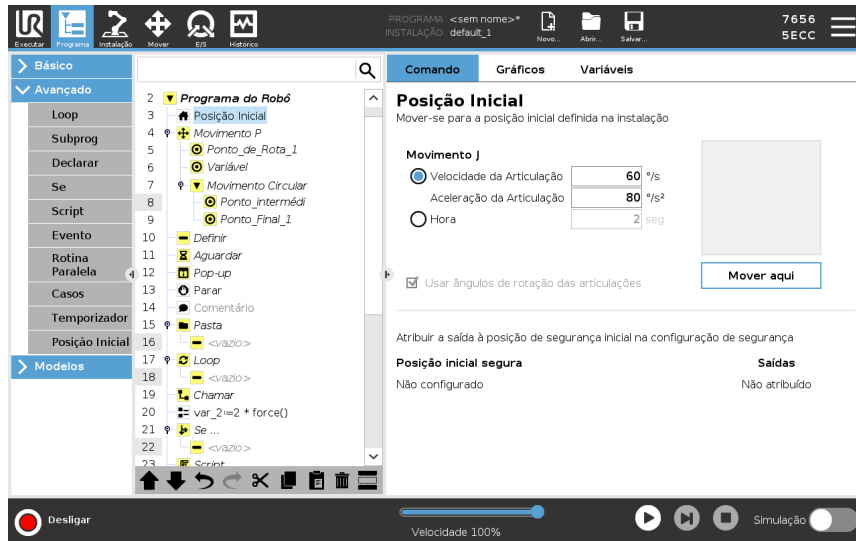 UR
PROGRAMA <sem nome>*
INSTALAÇÃO default_1
7656
5ECC
Executar Programa Instalação Mover E/S Histórico
Novo... Abrir... Salvar...
Básico
Avançado
Loop
Subprog
Declarar
Se
Script
Evento
Rotina
Paralela
Casos
Temporizador
Posição Inicial
Modelos
2 Programa do Robô
3 Posição Inicial
4 Movimento P
5 Ponto_de_Rota_1
6 Variável
7 Movimento Circular
8 Ponto_intermédi
9 Ponto_Final_1
10 Definir
11 Aguardar
12 Pop-up
13 Parar
14 Comentário
15 Pasta
16 <vazio>
17 Loop
18 <vazio>
19 Chamar
20 var_2:=2 * force()
21 Se ...
22 <vazio>
23 Script
Comando Gráficos Variáveis
Posição Inicial
Mover-se para a posição inicial definida na instalação
Movimento J
Velocidade da Articulação 60 °/s
Aceleração da Articulação 80 °/s²
Hora 2 seg
Usar ângulos de rotação das articulações
Mover aqui
Atribuir a saída à posição de segurança inicial na configuração de segurança
Posição inicial segura Saídas
Não configurado Não atribuído
Desligar
Velocidade 100%
Simulação